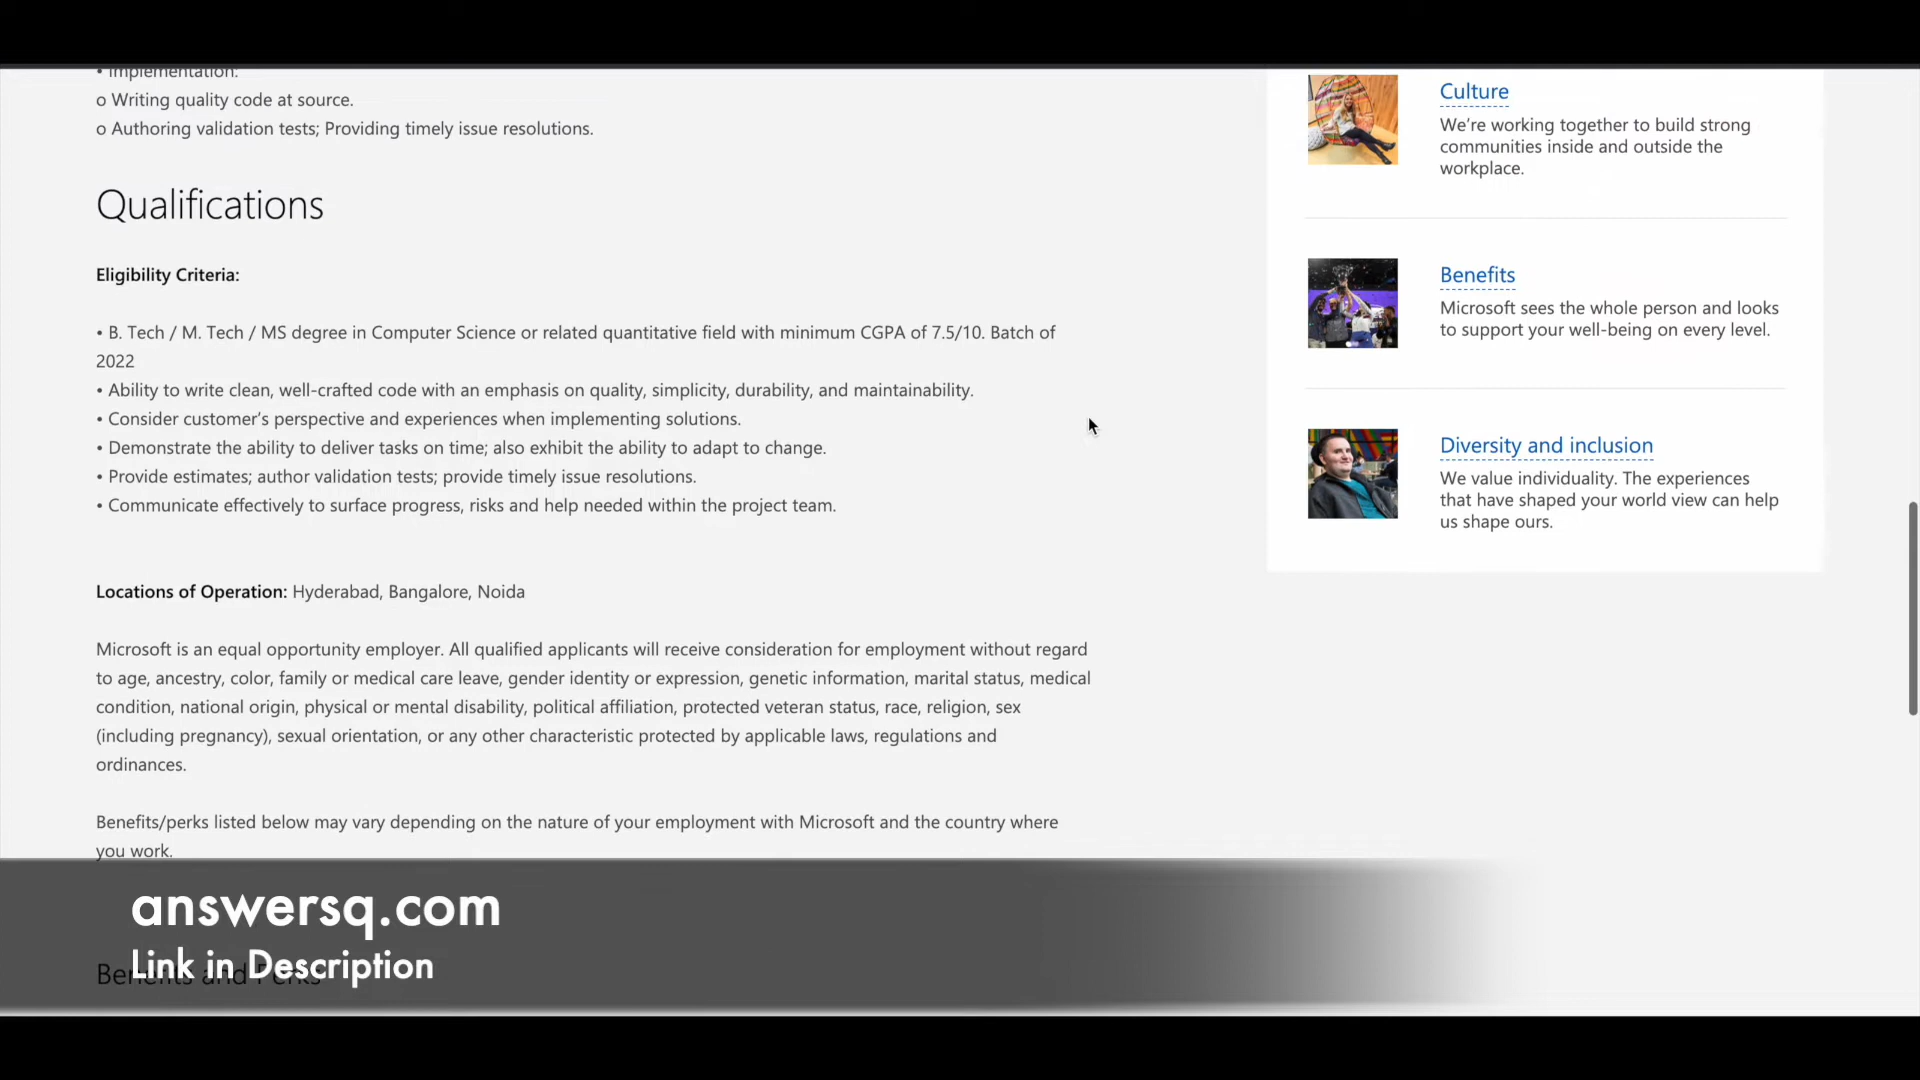 • Implementation:
o Writing quality code at source.
o Authoring validation tests; Providing timely issue resolutions.
Qualifications
Eligibility Criteria:
• B. Tech / M. Tech / MS degree in Computer Science or related quantitative field with minimum CGPA of 7.5/10. Batch of
2022
• Ability to write clean, well-crafted code with an emphasis on quality, simplicity, durability, and maintainability.
• Consider customer's perspective and experiences when implementing solutions.
• Demonstrate the ability to deliver tasks on time; also exhibit the ability to adapt to change.
• Provide estimates; author validation tests; provide timely issue resolutions.
• Communicate effectively to surface progress, risks and help needed within the project team.
Locations of Operation: Hyderabad, Bangalore, Noida
Microsoft is an equal opportunity employer. All qualified applicants will receive consideration for employment without regard
to age, ancestry, color, family or medical care leave, gender identity or expression, genetic information, marital status, medical
condition, national origin, physical or mental disability, political affiliation, protected veteran status, race, religion, sex
(including pregnancy), sexual orientation, or any other characteristic protected by applicable laws, regulations and
ordinances.
Benefits/perks listed below may vary depending on the nature of your employment with Microsoft and the country where
you work.
Benefits and Perks
Culture
We're working together to build strong
communities inside and outside the
workplace.
Benefits
Microsoft sees the whole person and looks
to support your well-being on every level.
Diversity and inclusion
We value individuality. The experiences
that have shaped your world view can help
us shape ours.
answersq.com
Link in Description